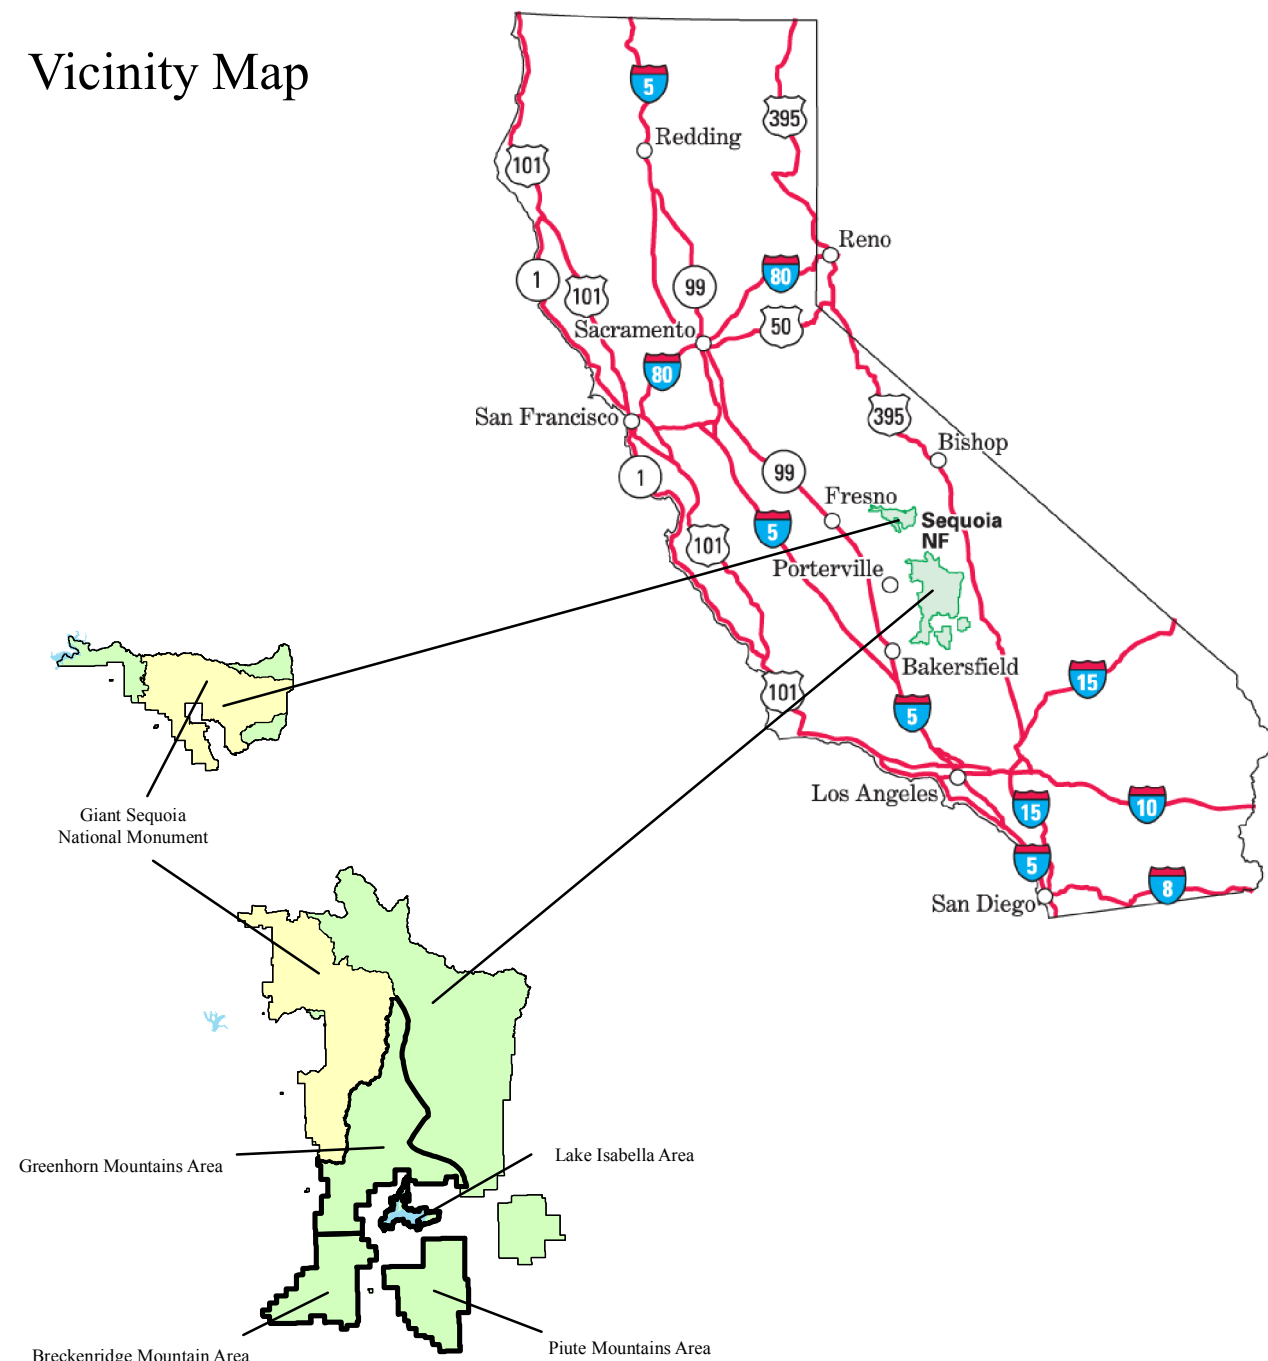 Vicinity Map
5
395
Redding
101
Reno
1
101
99
80
50
Sacramento
80
San Francisco
395
Bishop
1
99
Fresno
5
Sequoia
NF
101
Porterville
Bakersfield
101
5
15
Los Angeles
15
10
5
8
San Diego
Giant Sequoia
National Monument
Greenhorn Mountains Area
Lake Isabella Area
Breckenridge Mountain Area
Piute Mountains Area